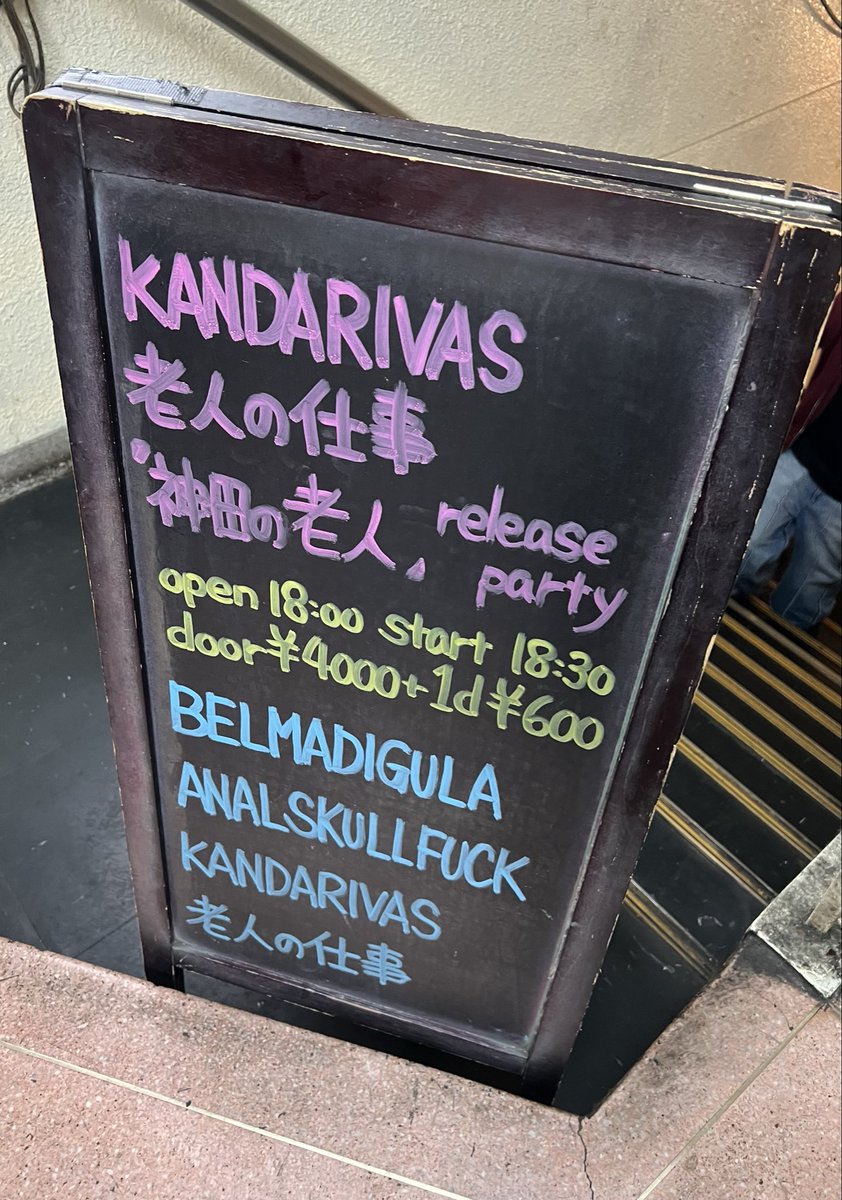 KANDARIVAS
老人の仕事
"神田の老人„ release
party
open 18:00 start 18:30
door¥4000+1d¥600
BELMADIGULA
ANALSKULLFUCK
KANDARIVAS
老人の仕事